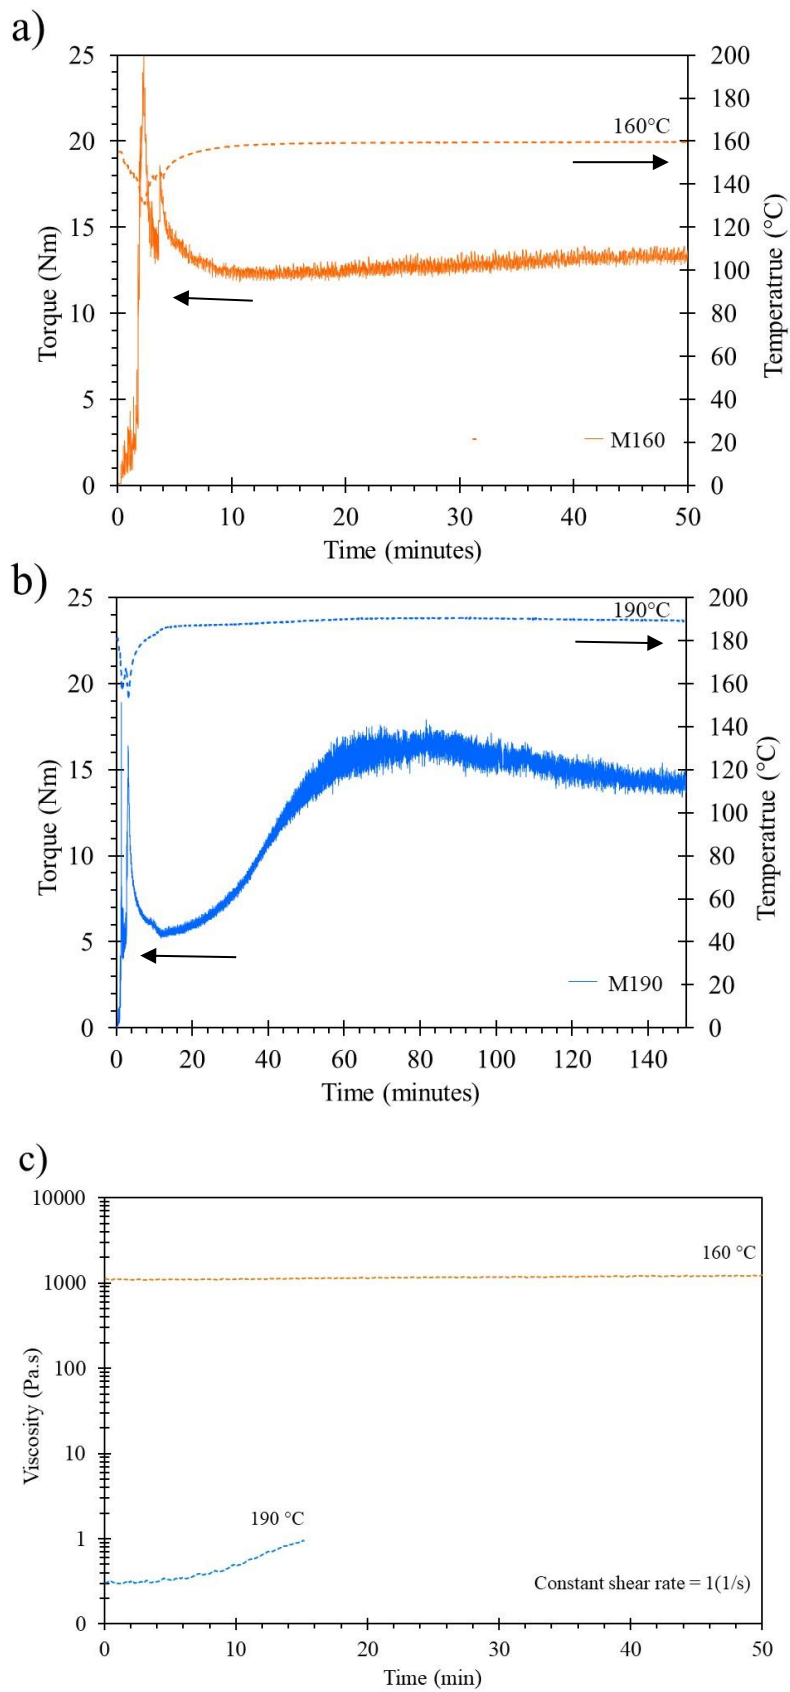 a)
25
20
15
10
5
0
Torque (Nm)
200
180
160
140
120
100
80
60
40
20
0
Temperatrue (°C)
160°C
M160
0 10 20 30 40 50
Time (minutes)
b)
25
20
15
10
5
0
Torque (Nm)
200
180
160
140
120
100
80
60
40
20
0
Temperatrue (°C)
190°C
M190
0 20 40 60 80 100 120 140
Time (minutes)
c)
10000
1000
100
10
1
0
Viscosity (Pa.s)
160 °C
190 °C
Constant shear rate = 1(1/s)
0 10 20 30 40 50
Time (min)